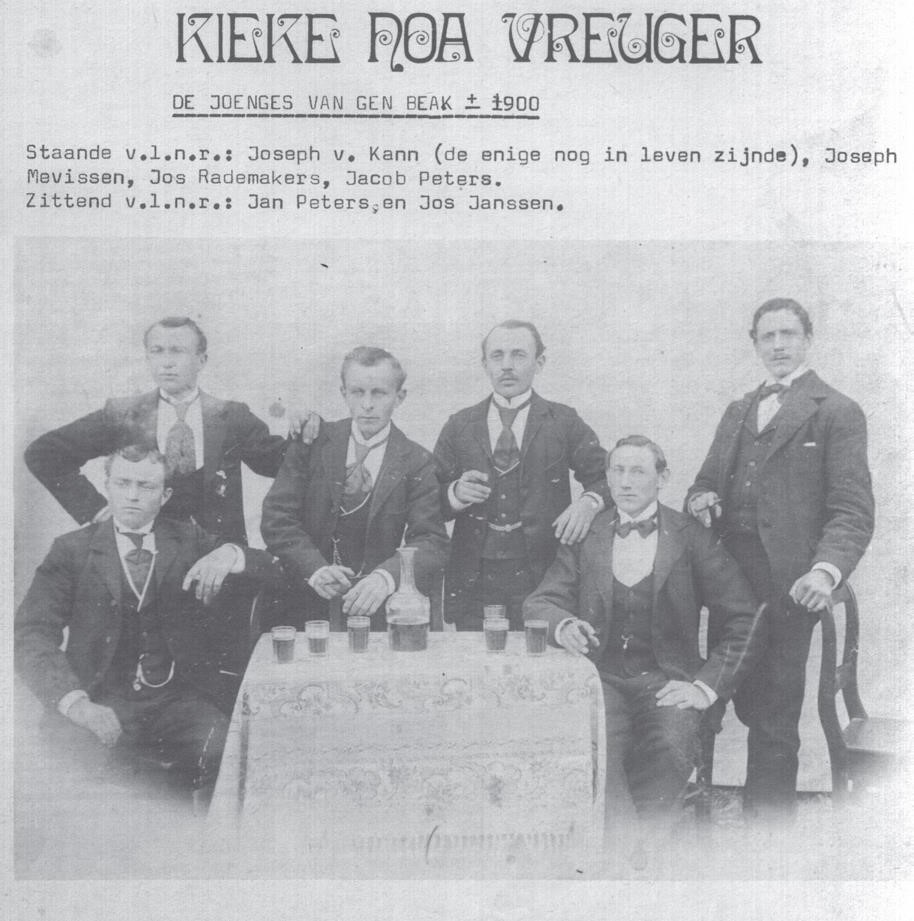 KIEKE NOA VREUGER
DE JOENGES VAN GEN BEAK ± 1900
Staande v.l.n.r.: Joseph v. Kann (de enige nog in leven zijnde), Joseph
Mevissen, Jos Rademakers, Jacob Peters.
Zittend v.l.n.r.: Jan Peters,en Jos Janssen.